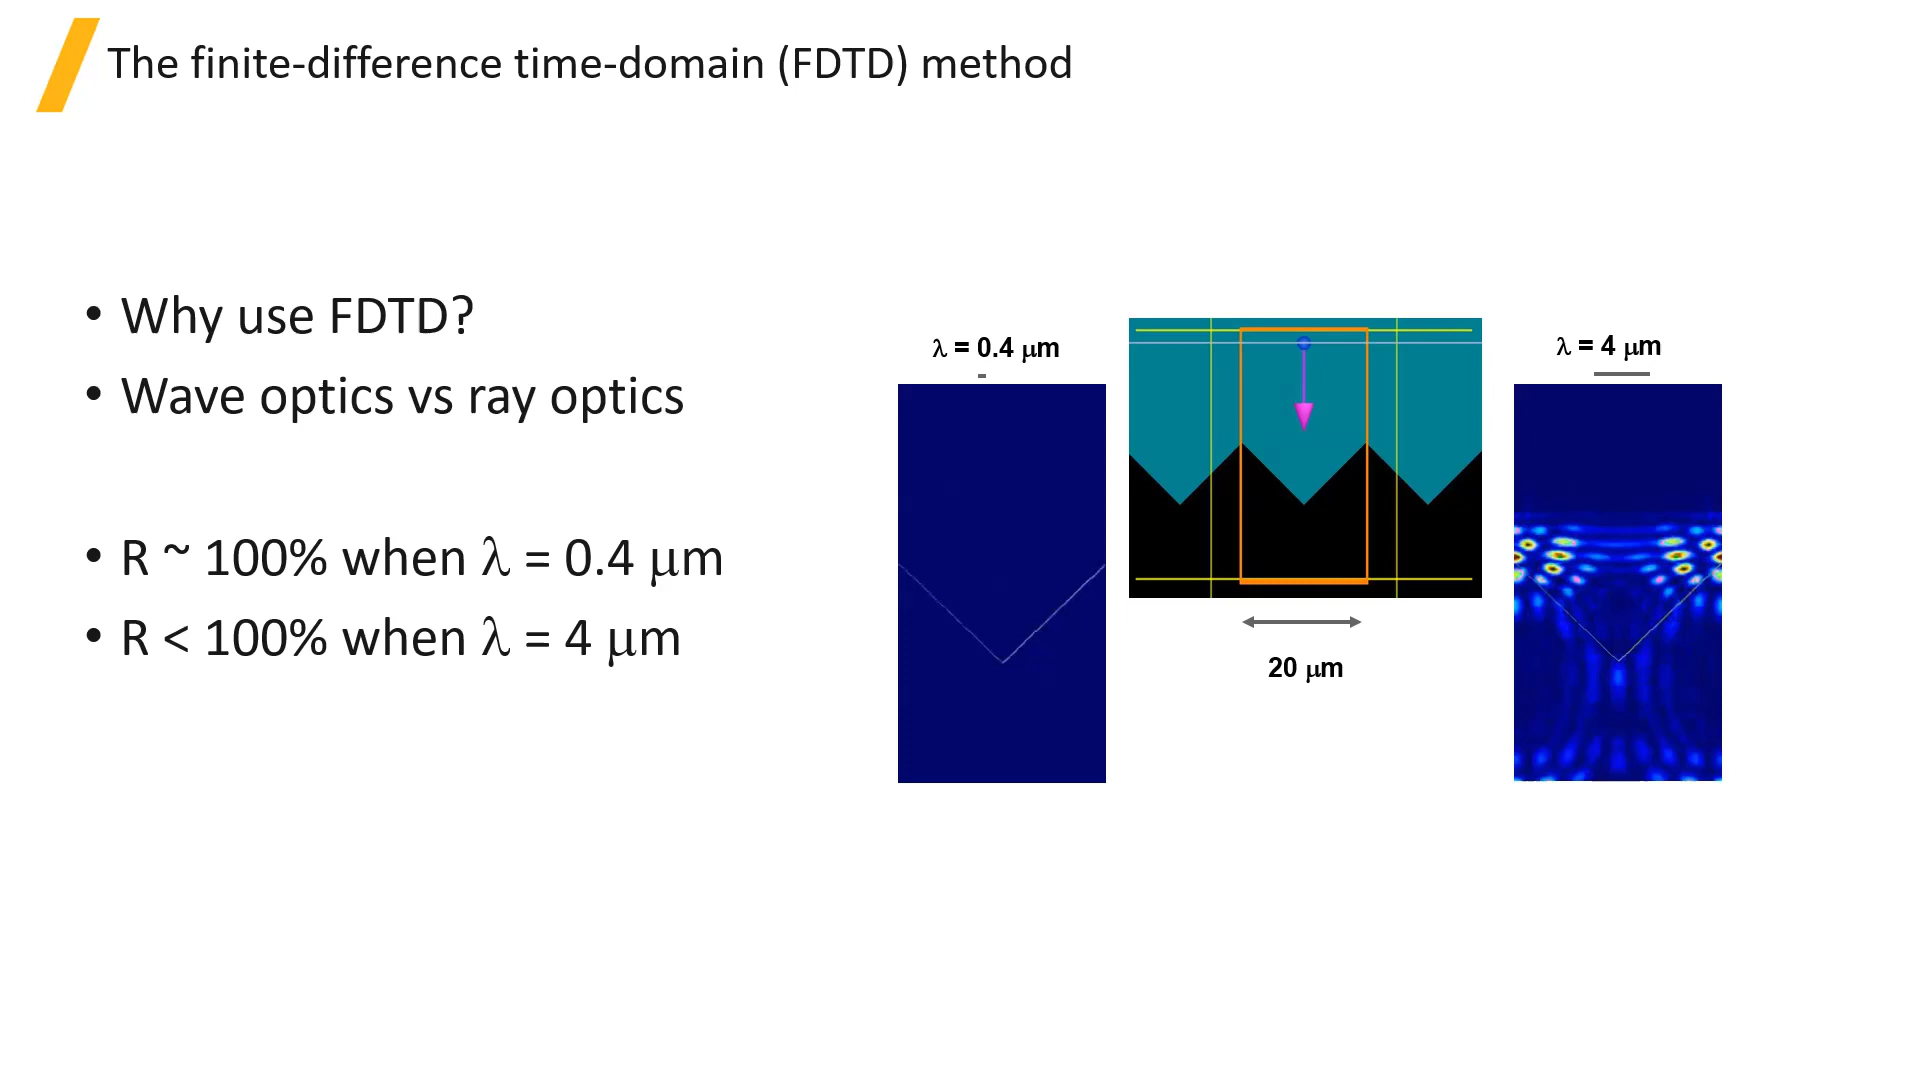 The finite-difference time-domain (FDTD) method
• Why use FDTD?
• Wave optics vs ray optics
• R ~ 100% when λ = 0.4 μm
• R < 100% when λ = 4 μm
λ = 0.4 μm
20 μm
λ = 4 μm